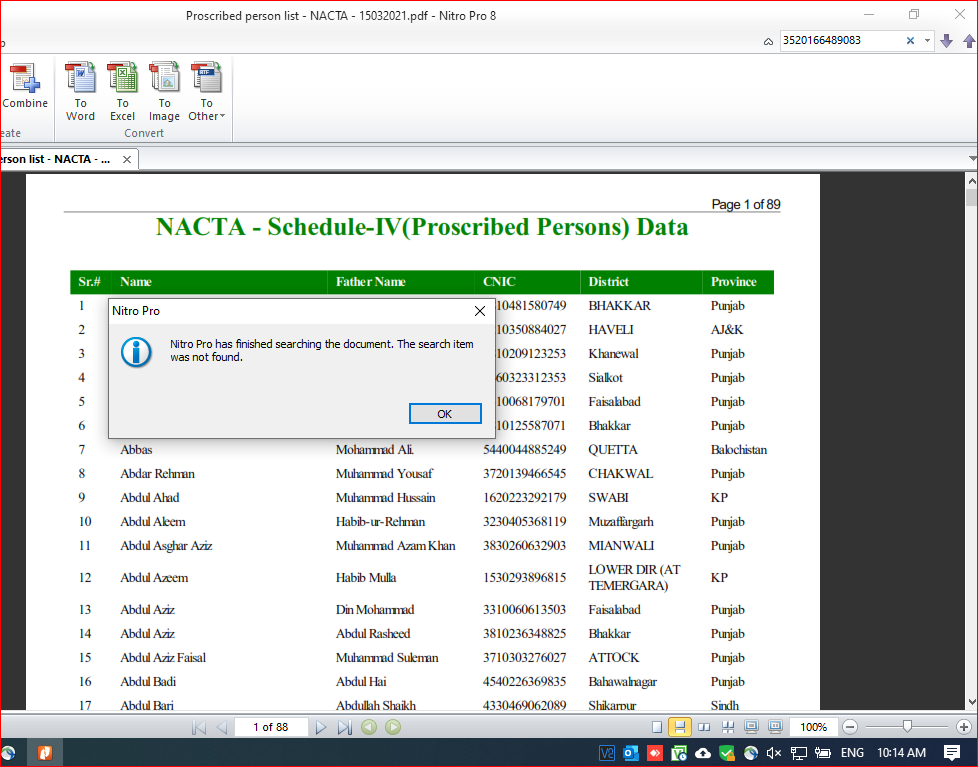 Proscribed person list - NACTA - 15032021.pdf - Nitro Pro 8
3520166489083
Combine
To Word
To Excel
To Image
To Other
eate
Convert
erson list - NACTA - ...
Page 1 of 89
NACTA - Schedule-IV(Proscribed Persons) Data
Sr.# Name Father Name CNIC District Province
1 10481580749 BHAKKAR Punjab
2 10350884027 HAVELI AJ&K
3 10209123253 Khanewal Punjab
4 60323312353 Sialkot Punjab
5 10068179701 Faisalabad Punjab
6 10125587071 Bhakkar Punjab
Nitro Pro
Nitro Pro has finished searching the document. The search item
was not found.
OK
7 Abbas Mohammad Ali. 5440044885249 QUETTA Balochistan
8 Abdar Rehman Muhammad Yousaf 3720139466545 CHAKWAL Punjab
9 Abdul Ahad Muhammad Hussain 1620223292179 SWABI KP
10 Abdul Aleem Habib-ur-Rehman 3230405368119 Muzaffargarh Punjab
11 Abdul Asghar Aziz Muhammad Azam Khan 3830260632903 MIANWALI Punjab
12 Abdul Azeem Habib Mulla 1530293896815 LOWER DIR (AT TEMERGARA) KP
13 Abdul Aziz Din Mohammad 3310060613503 Faisalabad Punjab
14 Abdul Aziz Abdul Rasheed 3810236348825 Bhakkar Punjab
15 Abdul Aziz Faisal Muhammad Suleman 3710303276027 ATTOCK Punjab
16 Abdul Badi Abdul Hai 4540226369835 Bahawalnagar Punjab
17 Abdul Bari Abdullah Shaikh 4330469062089 Shikarpur Sindh
1 of 88
100%
ENG 10:14 AM